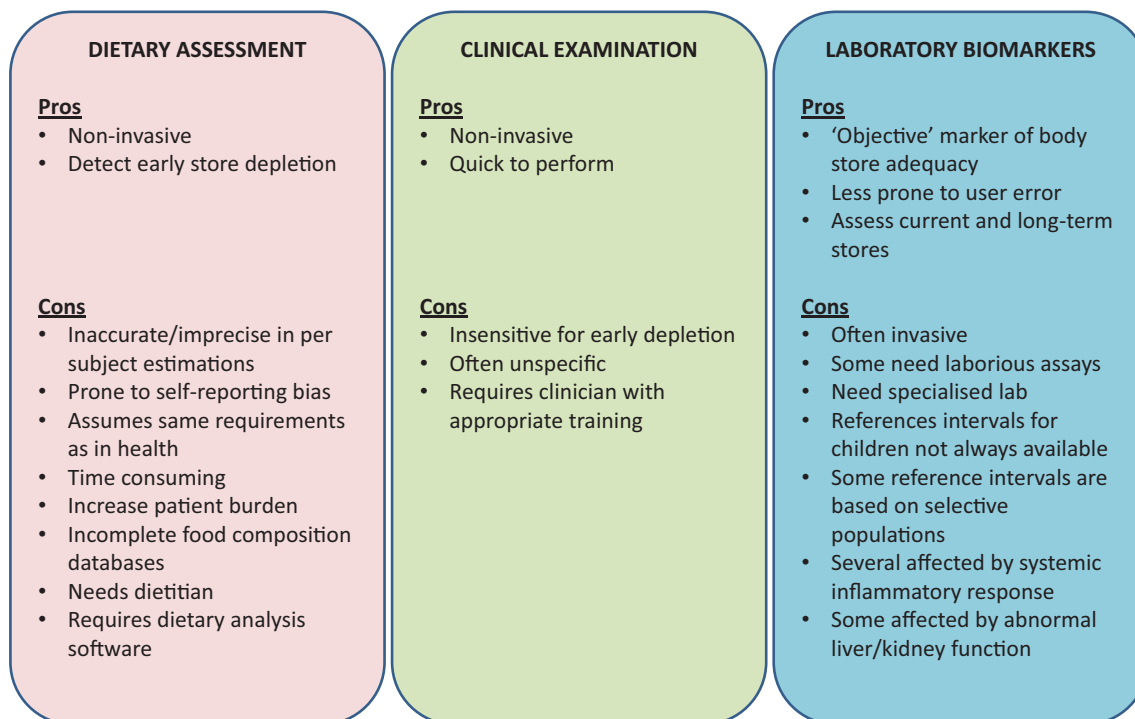 DIETARY ASSESSMENT
Pros
• Non-invasive
• Detect early store depletion
Cons
• Inaccurate/imprecise in per
subject estimations
• Prone to self-reporting bias
• Assumes same requirements
as in health
• Time consuming
• Increase patient burden
• Incomplete food composition
databases
• Needs dietitian
• Requires dietary analysis
software
CLINICAL EXAMINATION
Pros
• Non-invasive
• Quick to perform
Cons
• Insensitive for early depletion
• Often unspecific
• Requires clinician with
appropriate training
LABORATORY BIOMARKERS
Pros
• ‘Objective’ marker of body
store adequacy
• Less prone to user error
• Assess current and long-term
stores
Cons
• Often invasive
• Some need laborious assays
• Need specialised lab
• References intervals for
children not always available
• Some reference intervals are
based on selective
populations
• Several affected by systemic
inflammatory response
• Some affected by abnormal
liver/kidney function